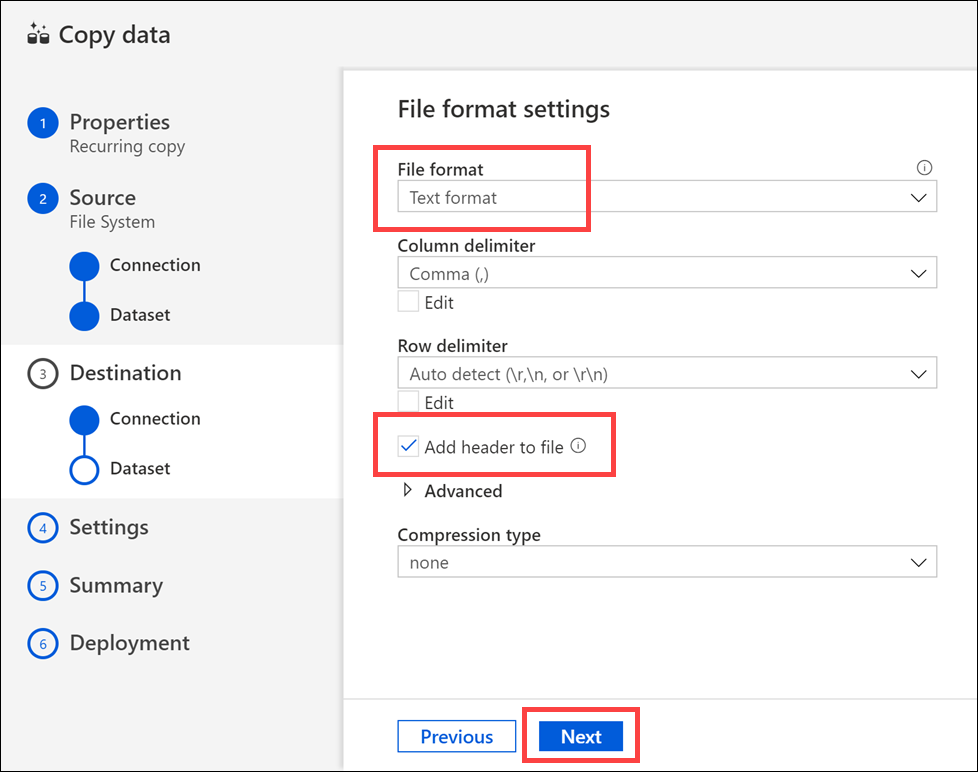 Copy data
1 Properties
Recurring copy
2 Source
File System
Connection
Dataset
3 Destination
Connection
Dataset
4 Settings
5 Summary
6 Deployment
File format settings
File format
Text format
Column delimiter
Comma (,)
Edit
Row delimiter
Auto detect (\r,\n, or \r\n)
Edit
Add header to file
Advanced
Compression type
none
Previous
Next